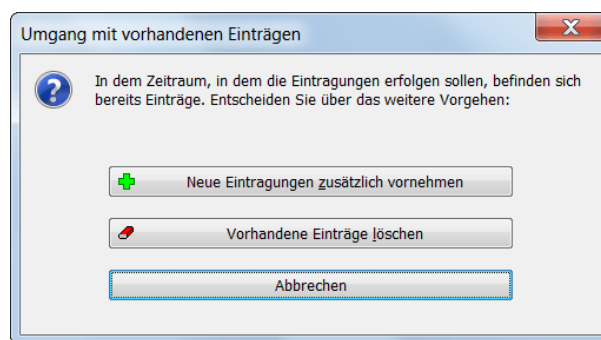 Umgang mit vorhandenen Einträgen
In dem Zeitraum, in dem die Eintragungen erfolgen sollen, befinden sich
bereits Einträge. Entscheiden Sie über das weitere Vorgehen:
Neue Eintragungen zusätzlich vornehmen
Vorhandene Einträge löschen
Abbrechen